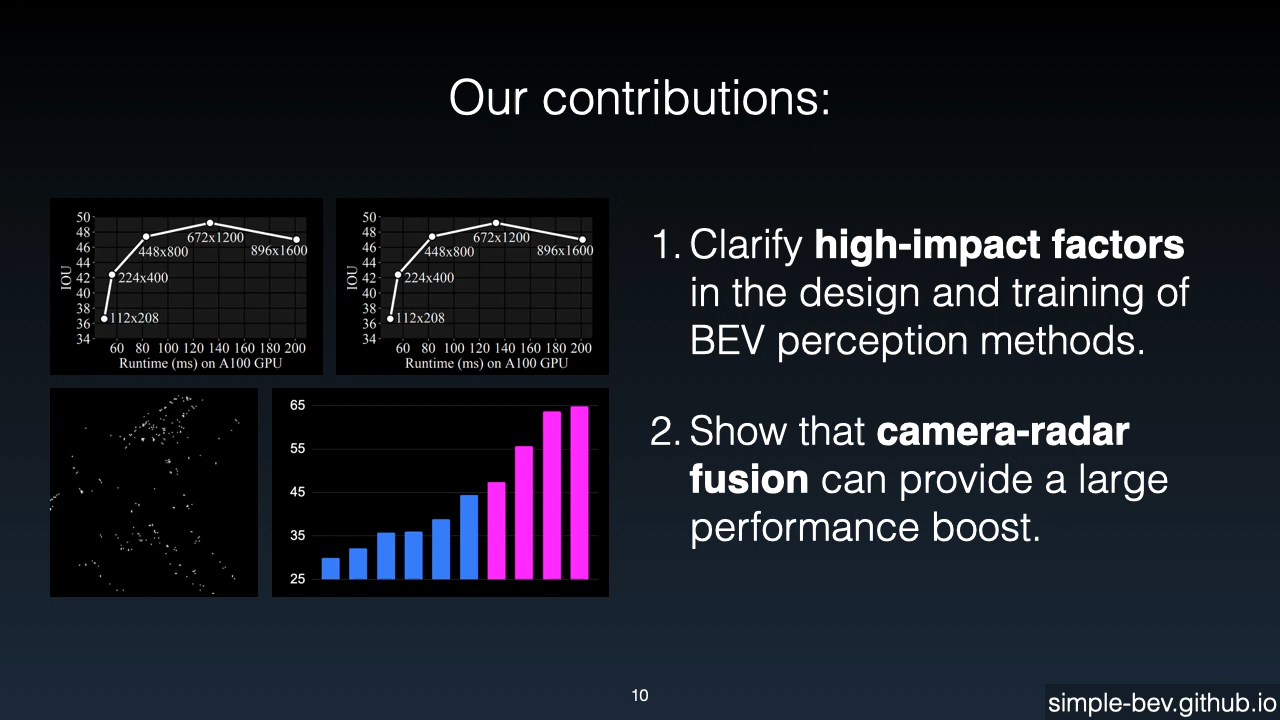 Our contributions:
50
48
46
44
42
40
38
36
34
IOU
112x208
224x400
448x800
672x1200
896x1600
60 80 100 120 140 160 180 200
Runtime (ms) on A100 GPU
50
48
46
44
42
40
38
36
34
IOU
112x208
224x400
448x800
672x1200
896x1600
60 80 100 120 140 160 180 200
Runtime (ms) on A100 GPU
65
55
45
35
25
1. Clarify high-impact factors
in the design and training of
BEV perception methods.
2. Show that camera-radar
fusion can provide a large
performance boost.
10
simple-bev.github.io